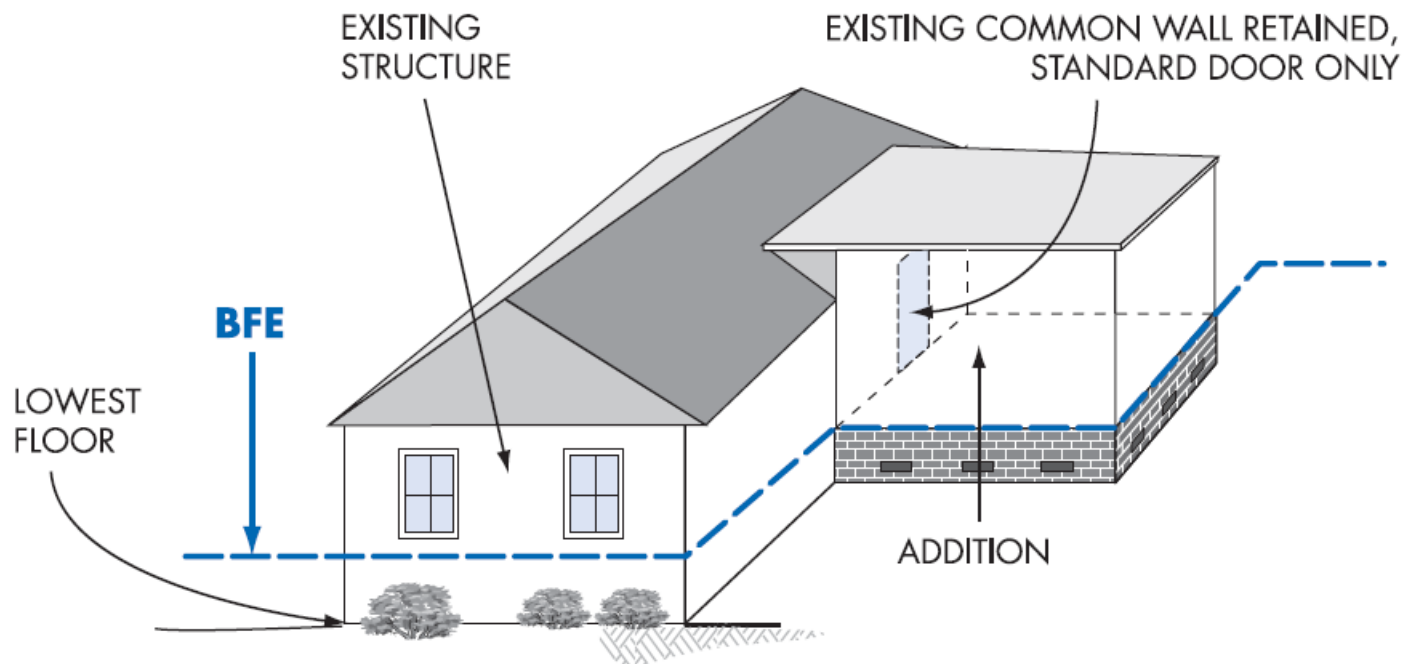 EXISTING
STRUCTURE
EXISTING COMMON WALL RETAINED,
STANDARD DOOR ONLY
BFE
LOWEST
FLOOR
ADDITION